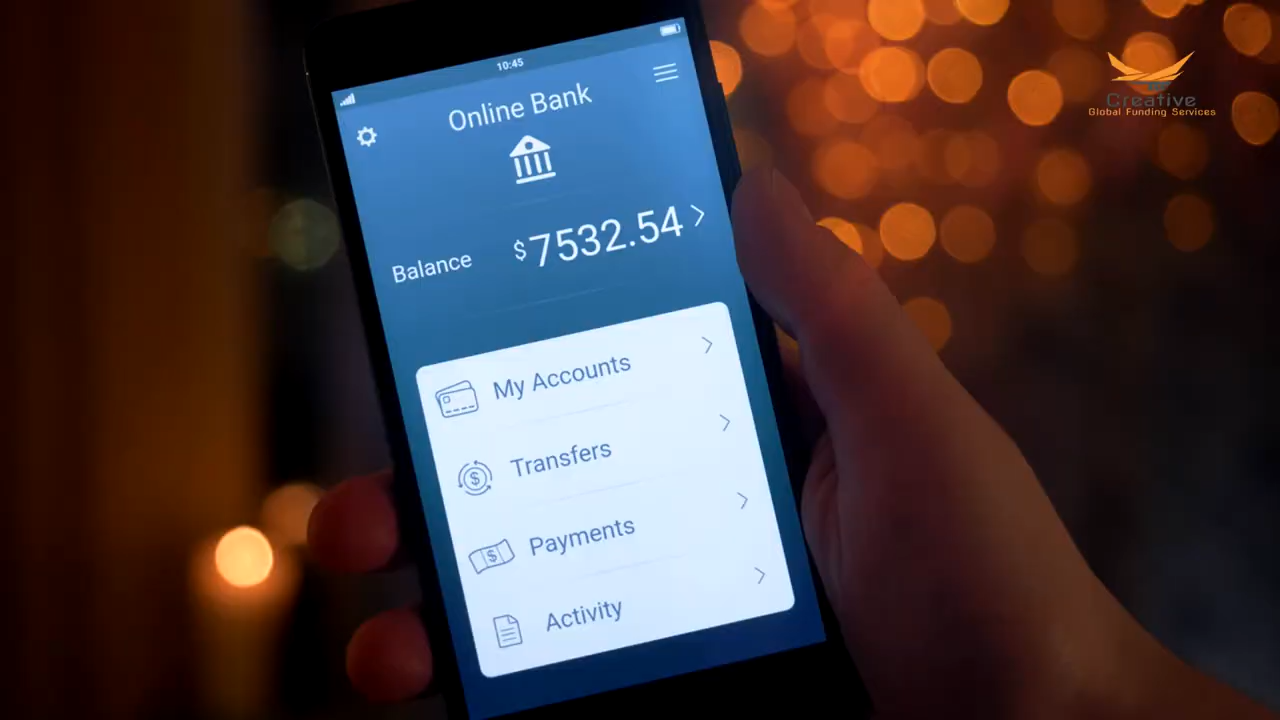 10:45
Online Bank
Balance $7532.54
My Accounts
Transfers
Payments
Activity
Creative
Global Funding Services